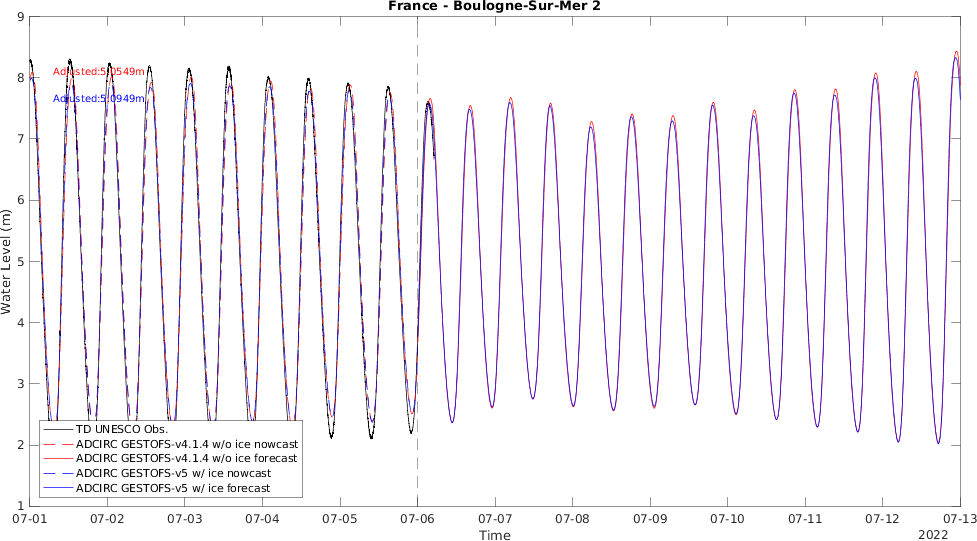 France - Boulogne-Sur-Mer 2
9
8
7
6
5
4
3
2
1
Water Level (m)
Adjusted:5.0549m
Adjusted:5.0949m
TD UNESCO Obs.
ADCIRC GESTOFS-v4.1.4 w/o ice nowcast
ADCIRC GESTOFS-v4.1.4 w/o ice forecast
ADCIRC GESTOFS-v5 w/ ice nowcast
ADCIRC GESTOFS-v5 w/ ice forecast
07-01 07-02 07-03 07-04 07-05 07-06 07-07 07-08 07-09 07-10 07-11 07-12 07-13
Time
2022